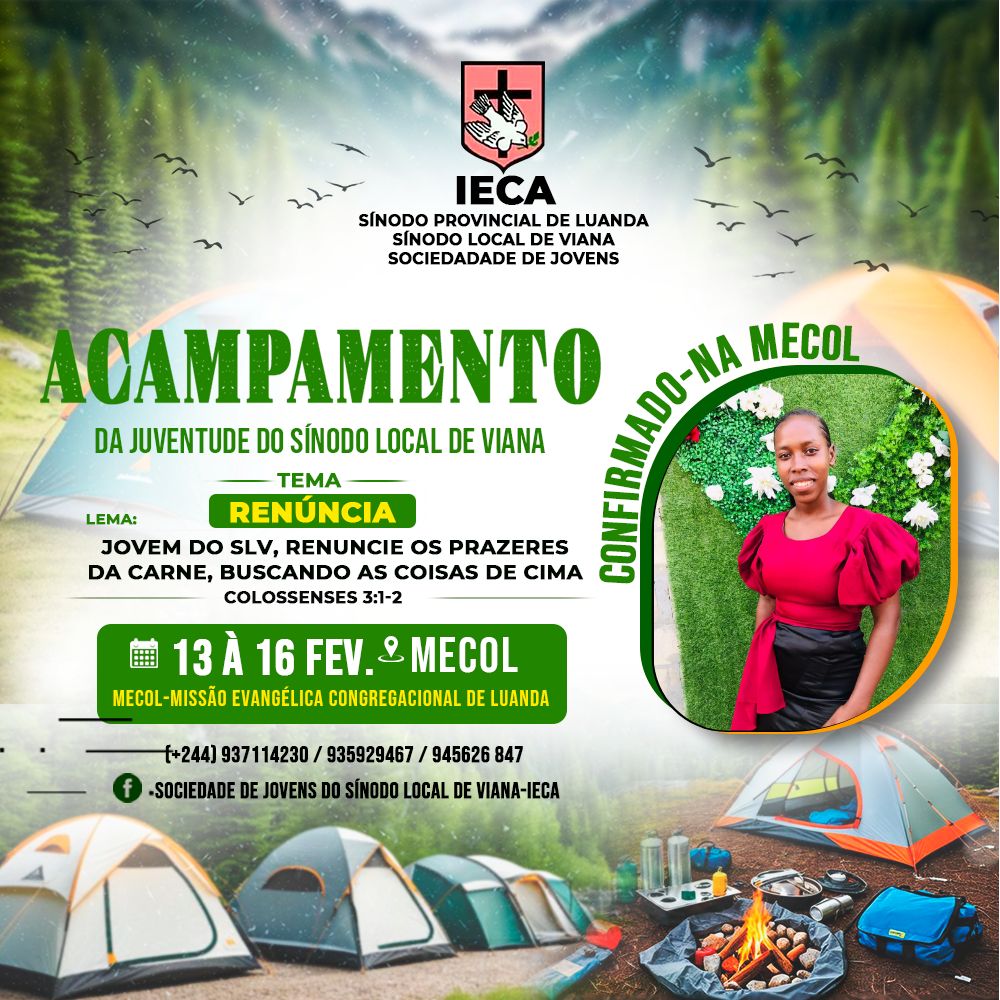 IECA
SÍNODO PROVINCIAL DE LUANDA
SÍNODO LOCAL DE VIANA
SOCIEDADADE DE JOVENS
ACAMPAMENTO
DA JUVENTUDE DO SÍNODO LOCAL DE VIANA
TEMA
RENÚNCIA
LEMA:
JOVEM DO SLV, RENUNCIE OS PRAZERES
DA CARNE, BUSCANDO AS COISAS DE CIMA
COLOSSENSES 3:1-2
13 À 16 FEV. MECOL
MECOL-MISSÃO EVANGÉLICA CONGREGACIONAL DE LUANDA
(+244) 937114230 / 935929467 / 945626 847
-SOCIEDADE DE JOVENS DO SÍNODO LOCAL DE VIANA-IECA
CONFIRMADO-NA MECOL